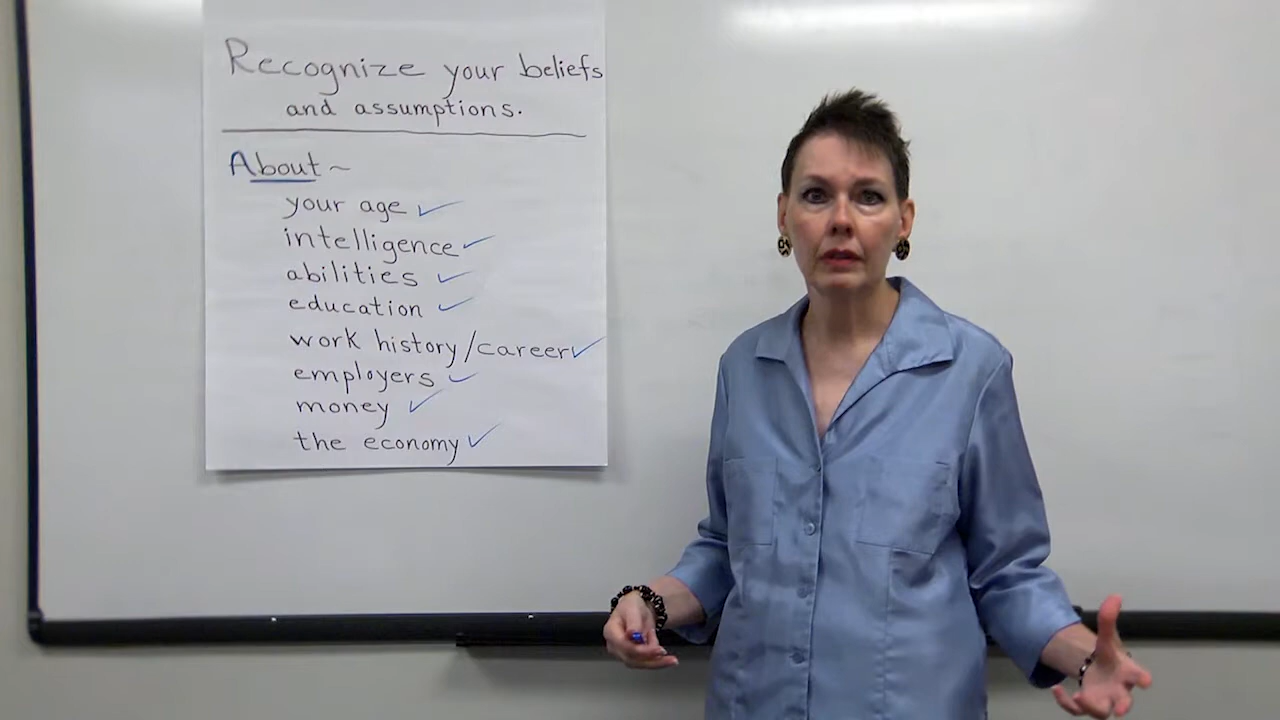 Recognize your beliefs
and assumptions.
About ~
your age ✓
intelligence ✓
abilities ✓
education ✓
work history/career ✓
employers ✓
money ✓
the economy ✓